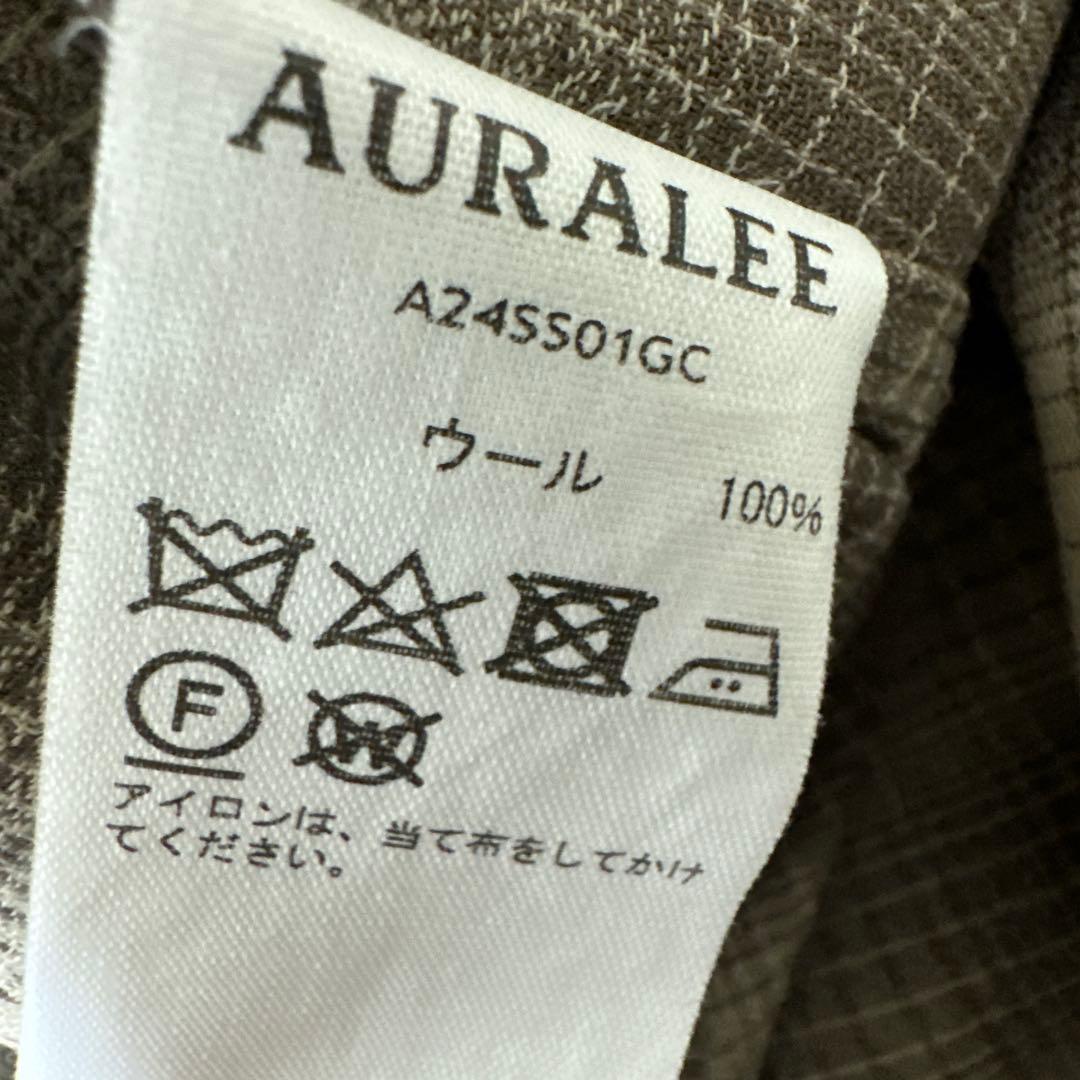 AURALEE
A24SS01GC
ウール 100%
F
W
アイロンは、当て布をしてかけ
てください。